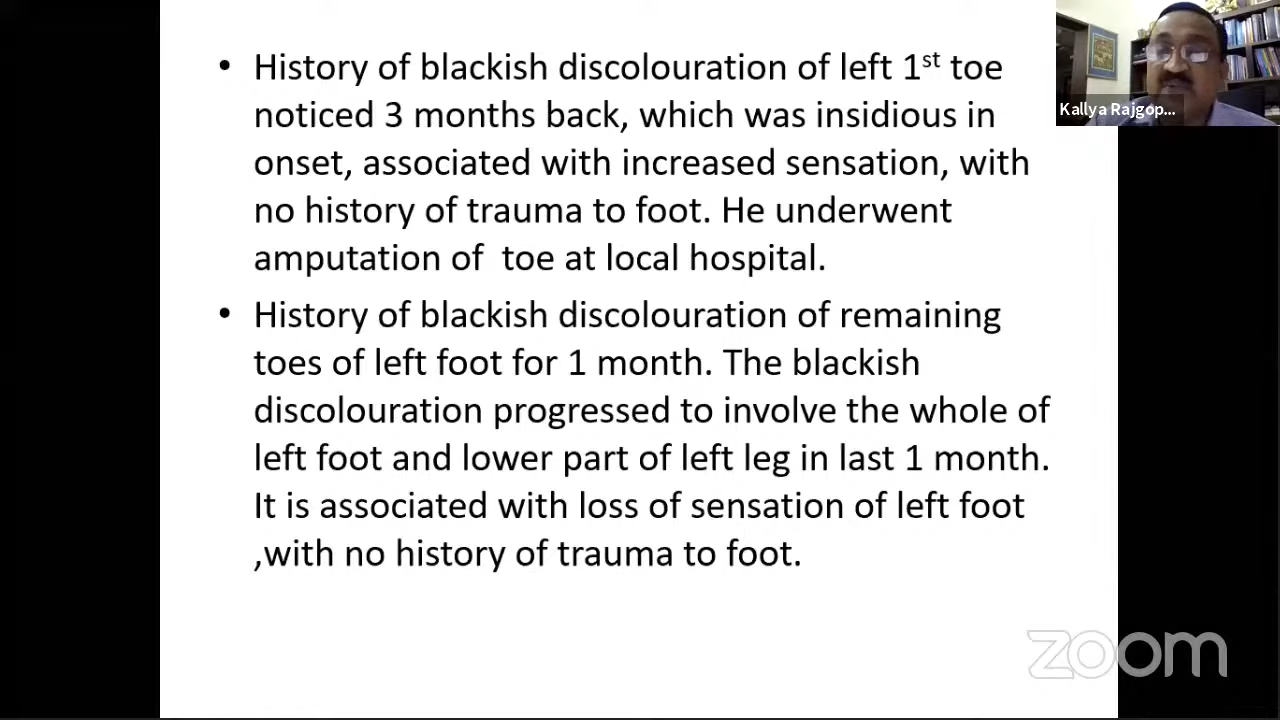 • History of blackish discolouration of left 1st toe
noticed 3 months back, which was insidious in
onset, associated with increased sensation, with
no history of trauma to foot. He underwent
amputation of  toe at local hospital.
• History of blackish discolouration of remaining
toes of left foot for 1 month. The blackish
discolouration progressed to involve the whole of
left foot and lower part of left leg in last 1 month.
It is associated with loss of sensation of left foot
,with no history of trauma to foot.
Kallya Rajgop...
zoom